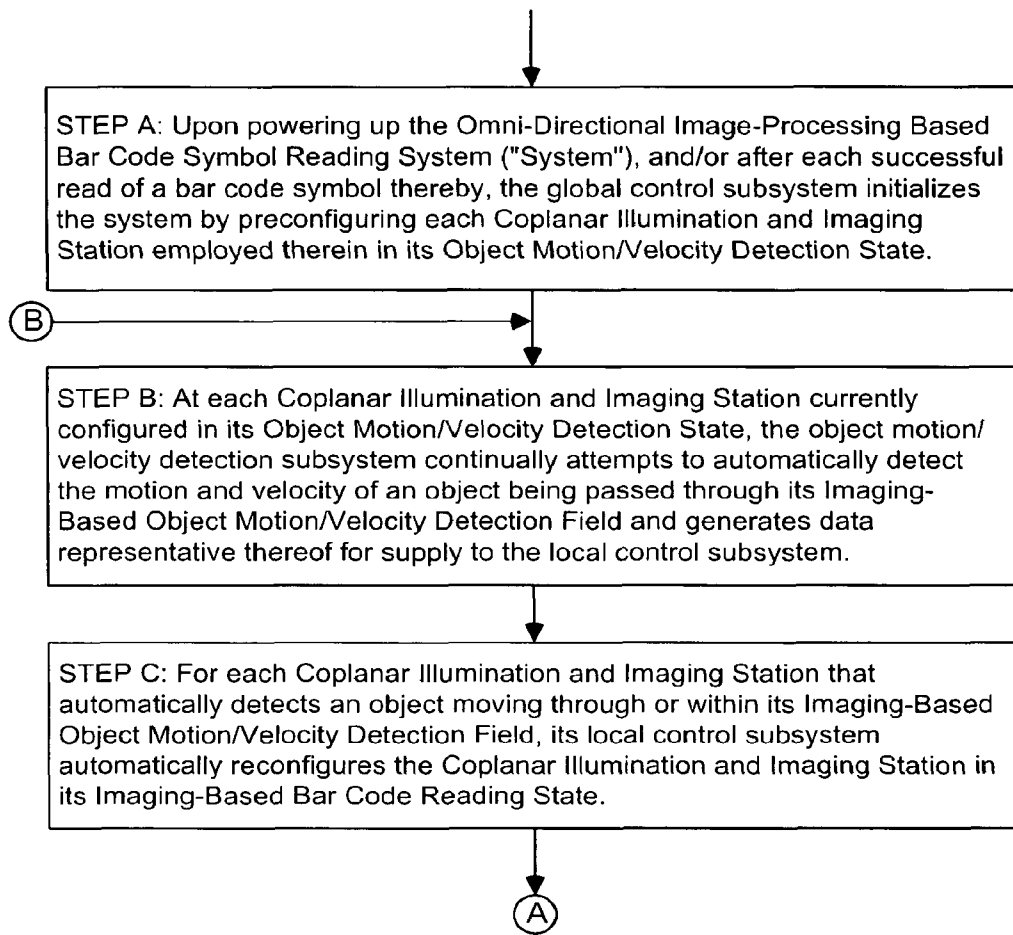 STEP A: Upon powering up the Omni-Directional Image-Processing Based
Bar Code Symbol Reading System ("System"), and/or after each successful
read of a bar code symbol thereby, the global control subsystem initializes
the system by preconfiguring each Coplanar Illumination and Imaging
Station employed therein in its Object Motion/Velocity Detection State.
B
STEP B: At each Coplanar Illumination and Imaging Station currently
configured in its Object Motion/Velocity Detection State, the object motion/
velocity detection subsystem continually attempts to automatically detect
the motion and velocity of an object being passed through its Imaging-
Based Object Motion/Velocity Detection Field and generates data
representative thereof for supply to the local control subsystem.
STEP C: For each Coplanar Illumination and Imaging Station that
automatically detects an object moving through or within its Imaging-Based
Object Motion/Velocity Detection Field, its local control subsystem
automatically reconfigures the Coplanar Illumination and Imaging Station in
its Imaging-Based Bar Code Reading State.
A